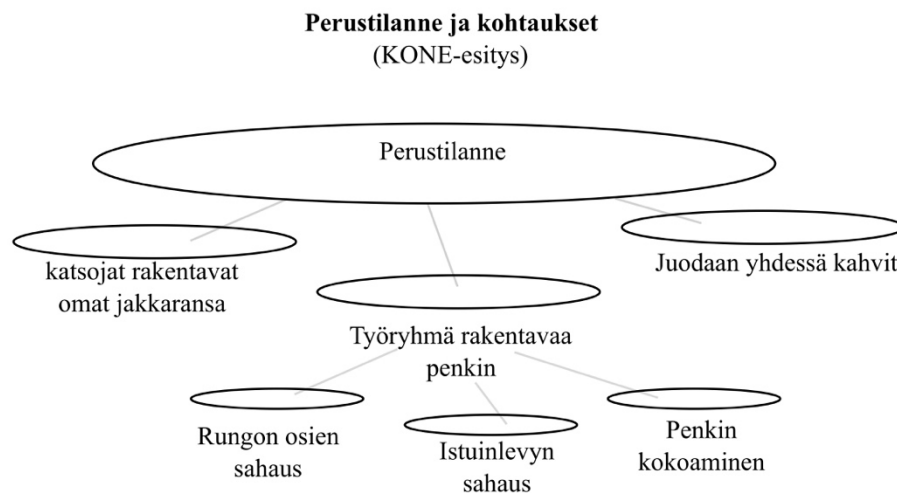 Perustilanne ja kohtaukset
(KONE-esitys)
Perustilanne
katsojat rakentavat
omat jakkaransa
Juodaan yhdessä kahvit
Työryhmä rakentavaa
penkin
Rungon osien
sahaus
Istuinlevyn
sahaus
Penkin
kokoaminen